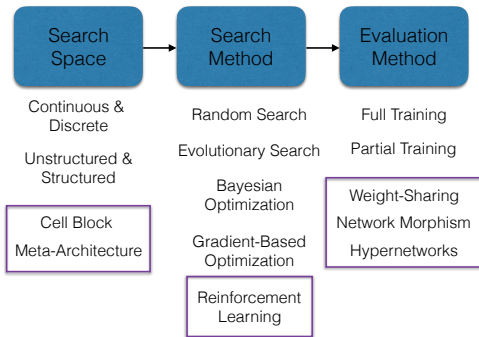 Search
Space
Search
Method
Evaluation
Method
Continuous &
Discrete
Unstructured &
Structured
Cell Block
Meta-Architecture
Random Search
Evolutionary Search
Bayesian
Optimization
Gradient-Based
Optimization
Reinforcement
Learning
Full Training
Partial Training
Weight-Sharing
Network Morphism
Hypernetworks